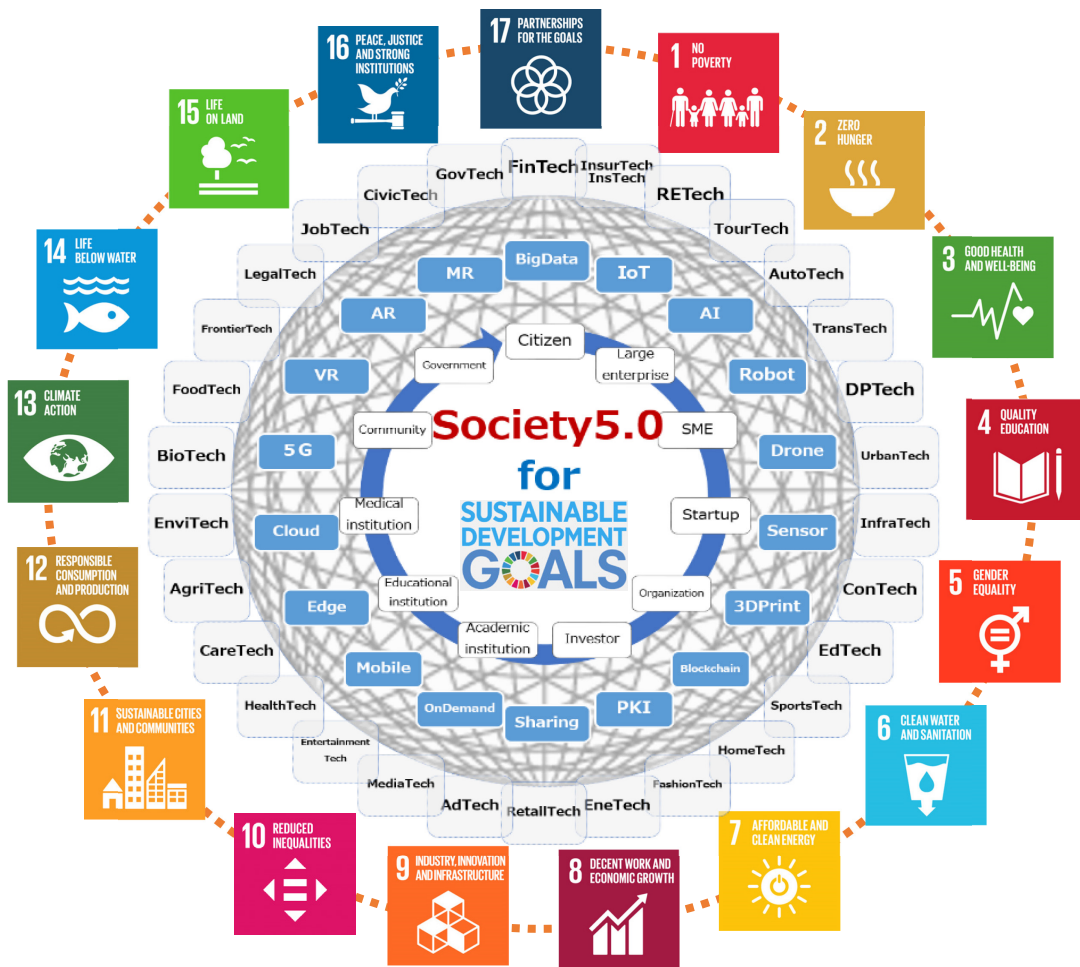 17 PARTNERSHIPS
FOR THE GOALS
1 NO
POVERTY
2 ZERO
HUNGER
3 GOOD HEALTH
AND WELL-BEING
4 QUALITY
EDUCATION
5 GENDER
EQUALITY
6 CLEAN WATER
AND SANITATION
7 AFFORDABLE AND
CLEAN ENERGY
8 DECENT WORK AND
ECONOMIC GROWTH
9 INDUSTRY, INNOVATION
AND INFRASTRUCTURE
10 REDUCED
INEQUALITIES
11 SUSTAINABLE CITIES
AND COMMUNITIES
12 RESPONSIBLE
CONSUMPTION
AND PRODUCTION
13 CLIMATE
ACTION
14 LIFE
BELOW WATER
15 LIFE
ON LAND
16 PEACE, JUSTICE
AND STRONG
INSTITUTIONS
FinTech
InsurTech
InsTech
RETech
TourTech
AutoTech
TransTech
DPTech
UrbanTech
InfraTech
ConTech
EdTech
SportsTech
HomeTech
FashionTech
EneTech
RetailTech
AdTech
MediaTech
Entertainment
Tech
HealthTech
CareTech
AgriTech
EnviTech
BioTech
FoodTech
FrontierTech
LegalTech
JobTech
CivicTech
GovTech
BigData
IoT
AI
Robot
Drone
Sensor
3DPrint
Blockchain
PKI
Sharing
OnDemand
Mobile
Edge
Cloud
5G
VR
AR
MR
Citizen
Large
enterprise
SME
Startup
Organization
Investor
Academic
institution
Educational
institution
Medical
institution
Community
Government
Society5.0
for
SUSTAINABLE
DEVELOPMENT
GOALS